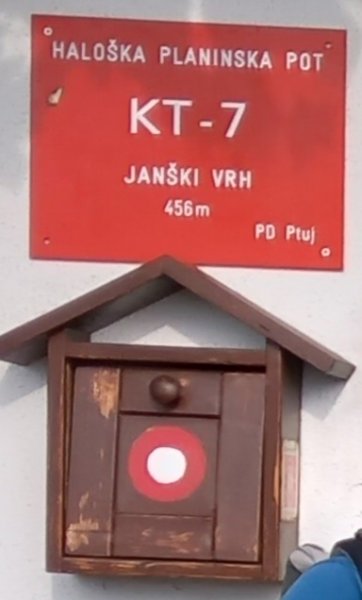 HALOŠKA PLANINSKA POT
KT-7
JANŠKI VRH
456m
PD Ptuj